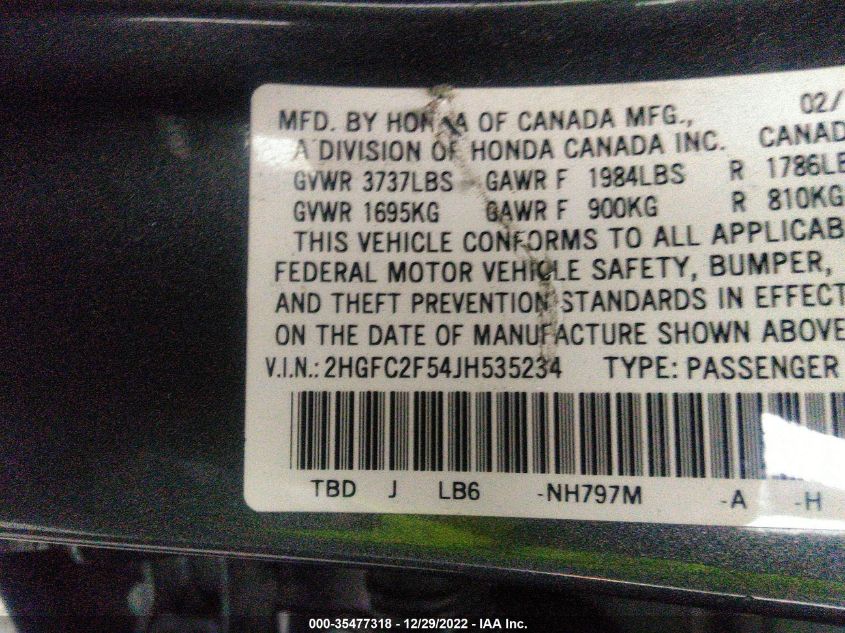 MFD. BY HONDA OF CANADA MFG., 02/
A DIVISION OF HONDA CANADA INC. CANAD
GVWR 3737LBS GAWR F 1984LBS R 1786LB
GVWR 1695KG GAWR F 900KG R 810KG
THIS VEHICLE CONFORMS TO ALL APPLICAB
FEDERAL MOTOR VEHICLE SAFETY, BUMPER,
AND THEFT PREVENTION STANDARDS IN EFFECT
ON THE DATE OF MANUFACTURE SHOWN ABOVE
V.I.N.: 2HGFC2F54JH535234 TYPE: PASSENGER
TBD J LB6 -NH797M -A -H
000-35477318 - 12/29/2022 - IAA Inc.